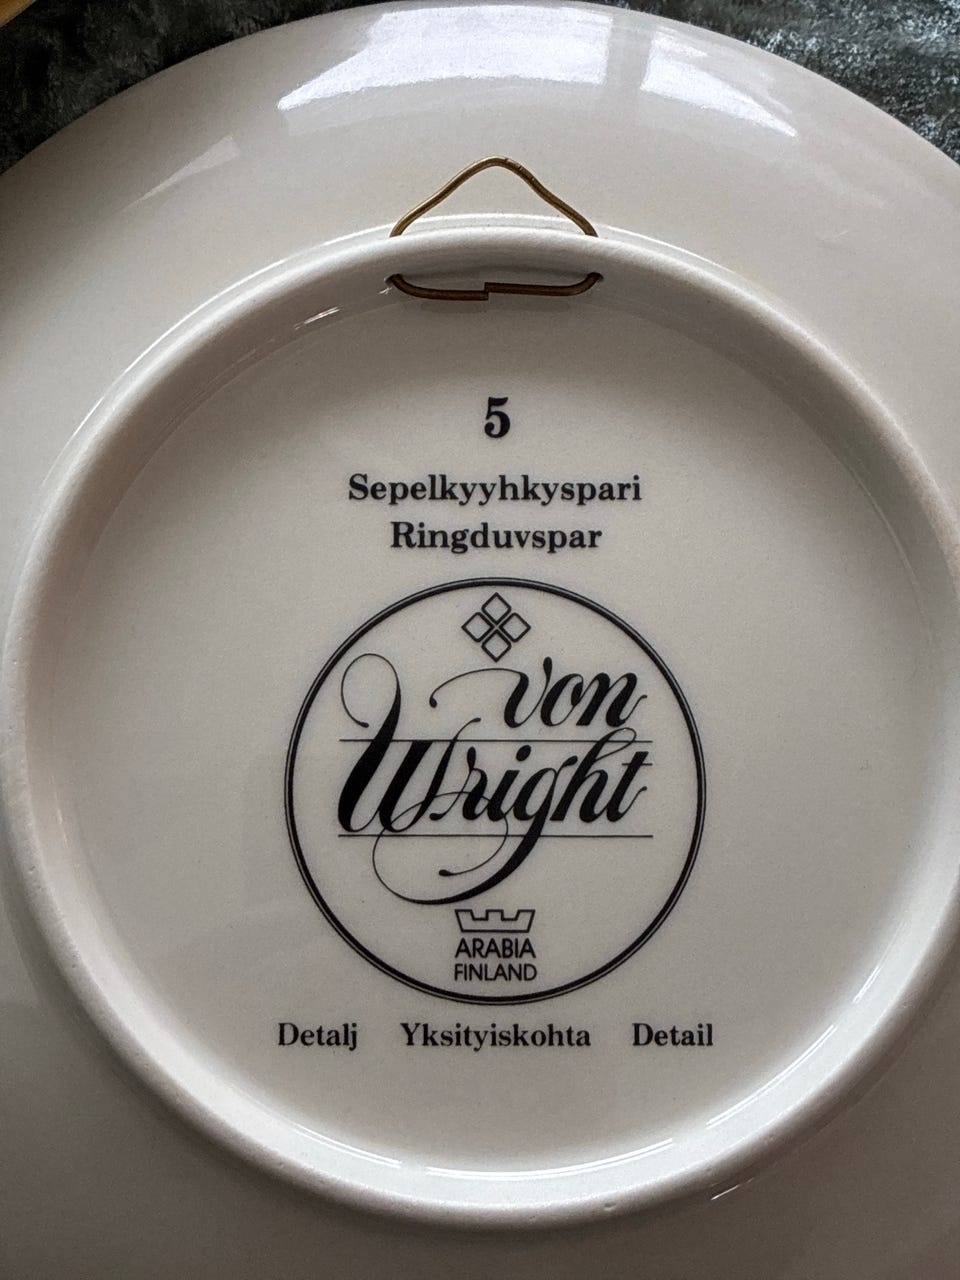 5
Sepelkyyhkyspari
Ringduvspar
von
Wright
ARABIA
FINLAND
Detalj Yksityiskohta Detail